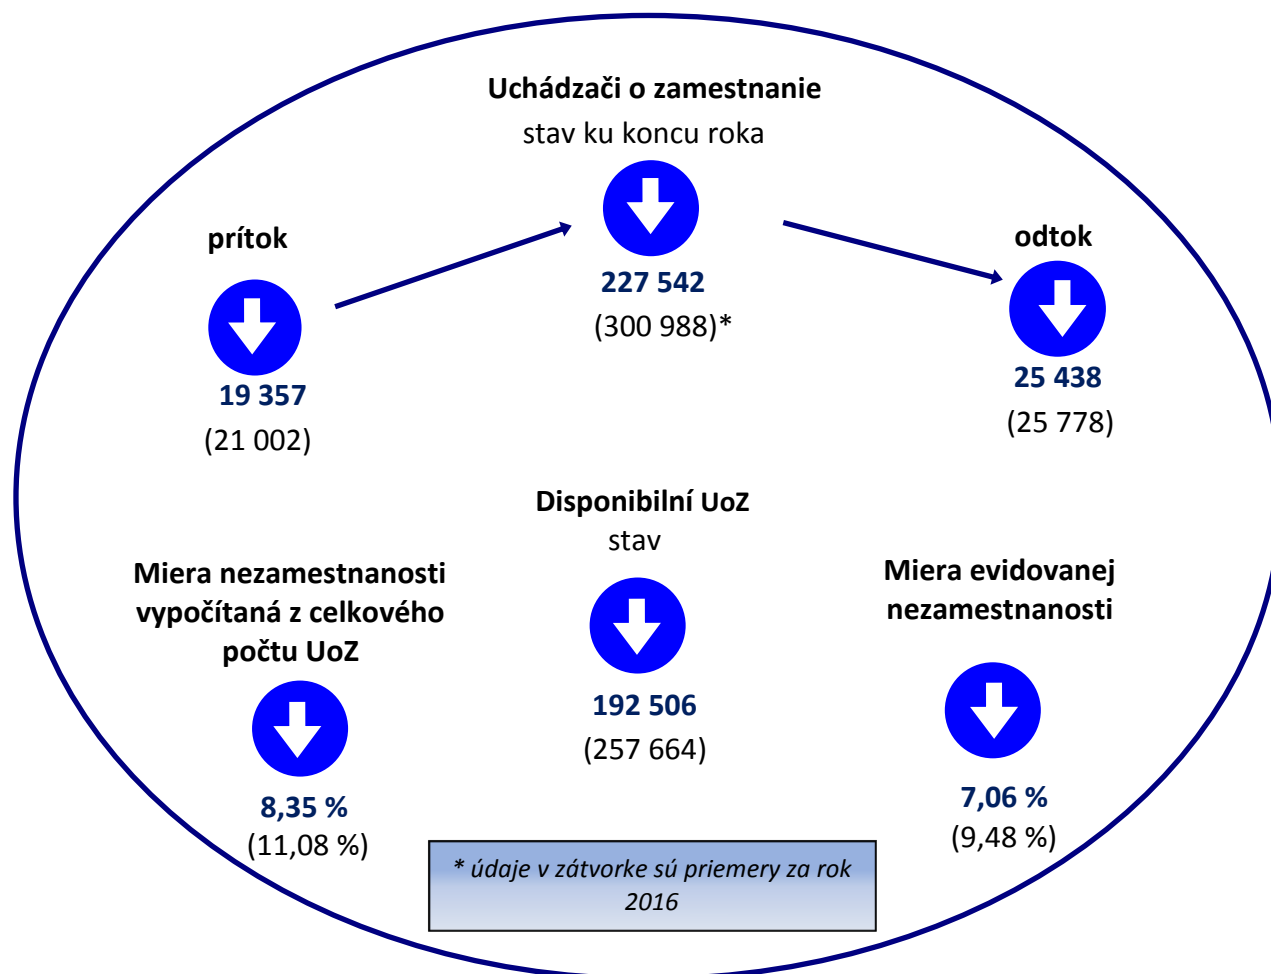 Uchádzači o zamestnanie
stav ku koncu roka
227 542
(300 988)*
prítok
19 357
(21 002)
odtok
25 438
(25 778)
Disponibilní UoZ
stav
192 506
(257 664)
Miera nezamestnanosti
vypočítaná z celkového
počtu UoZ
8,35 %
(11,08 %)
Miera evidovanej
nezamestnanosti
7,06 %
(9,48 %)
* údaje v zátvorke sú priemery za rok
2016